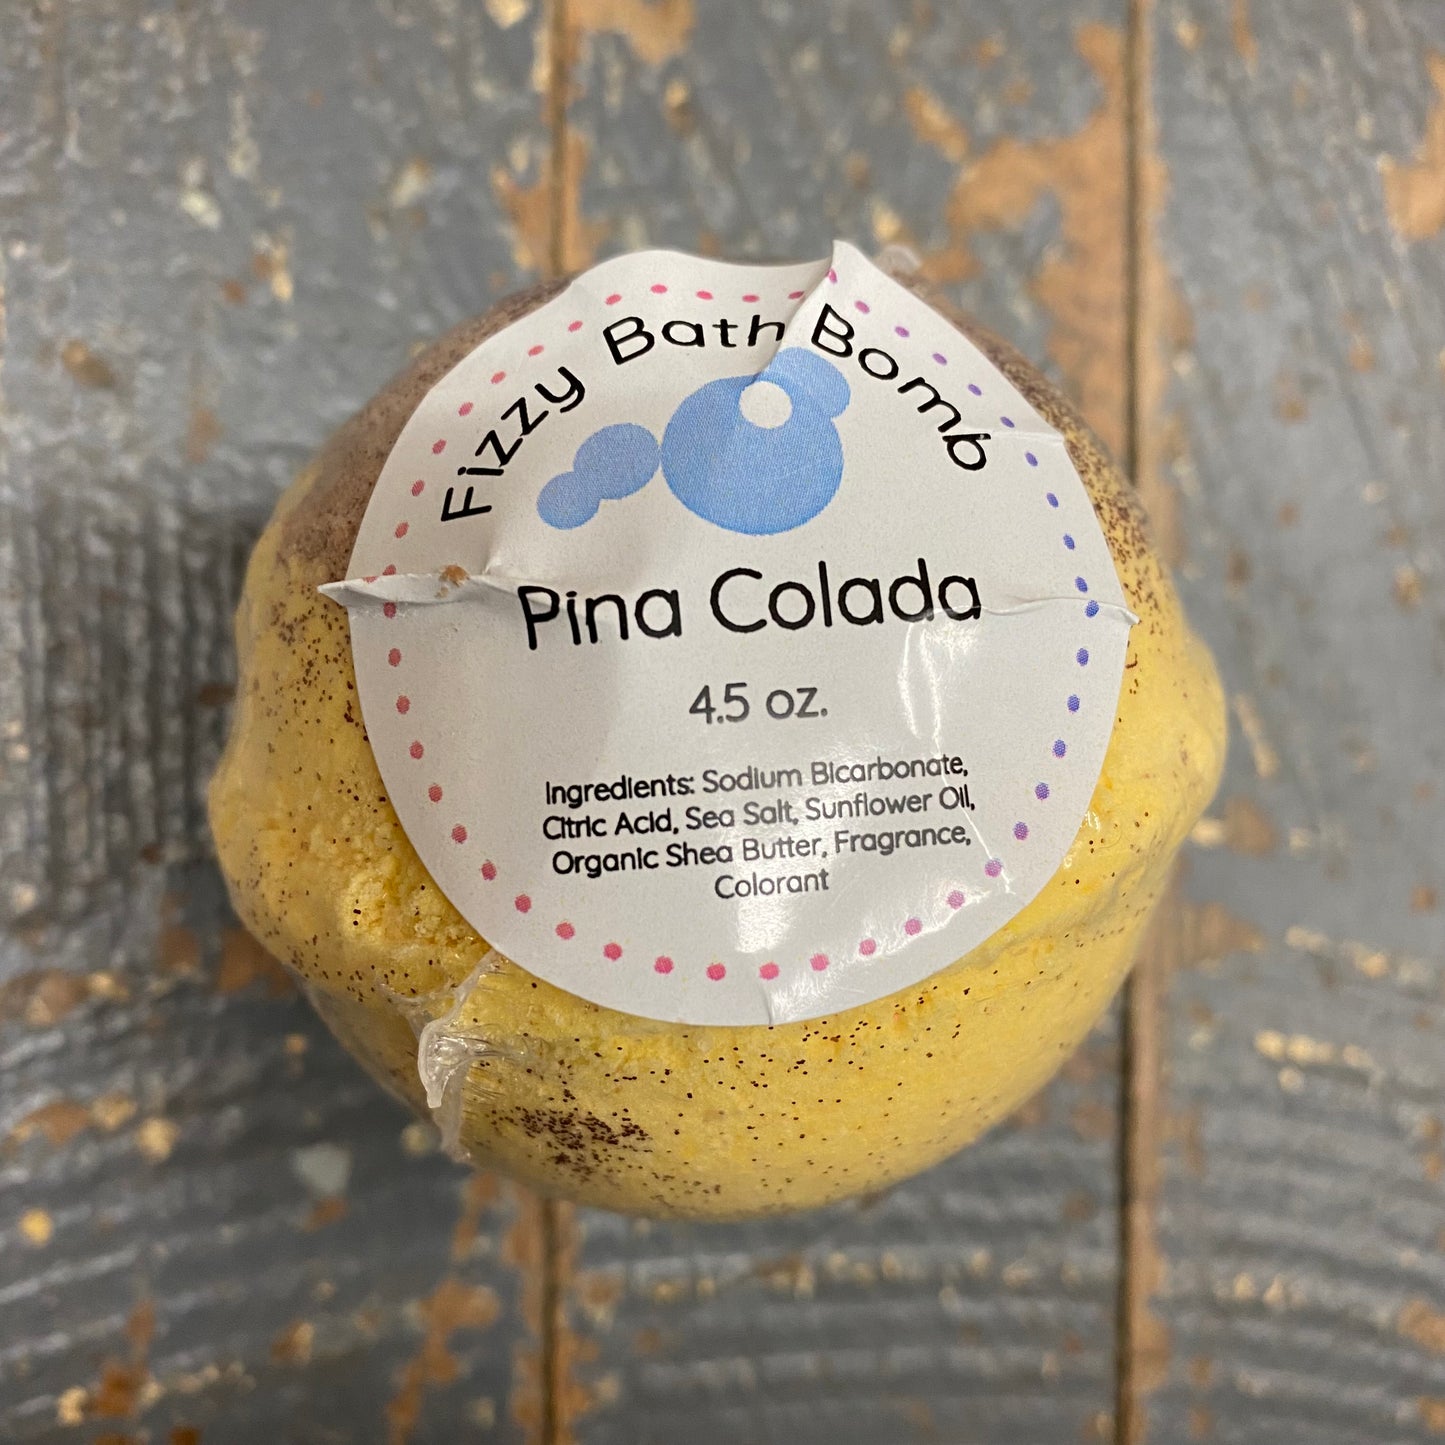 Fizzy Bath Bomb
Pina Colada
4.5 oz.
Ingredients: Sodium Bicarbonate,
Citric Acid, Sea Salt, Sunflower Oil,
Organic Shea Butter, Fragrance,
Colorant